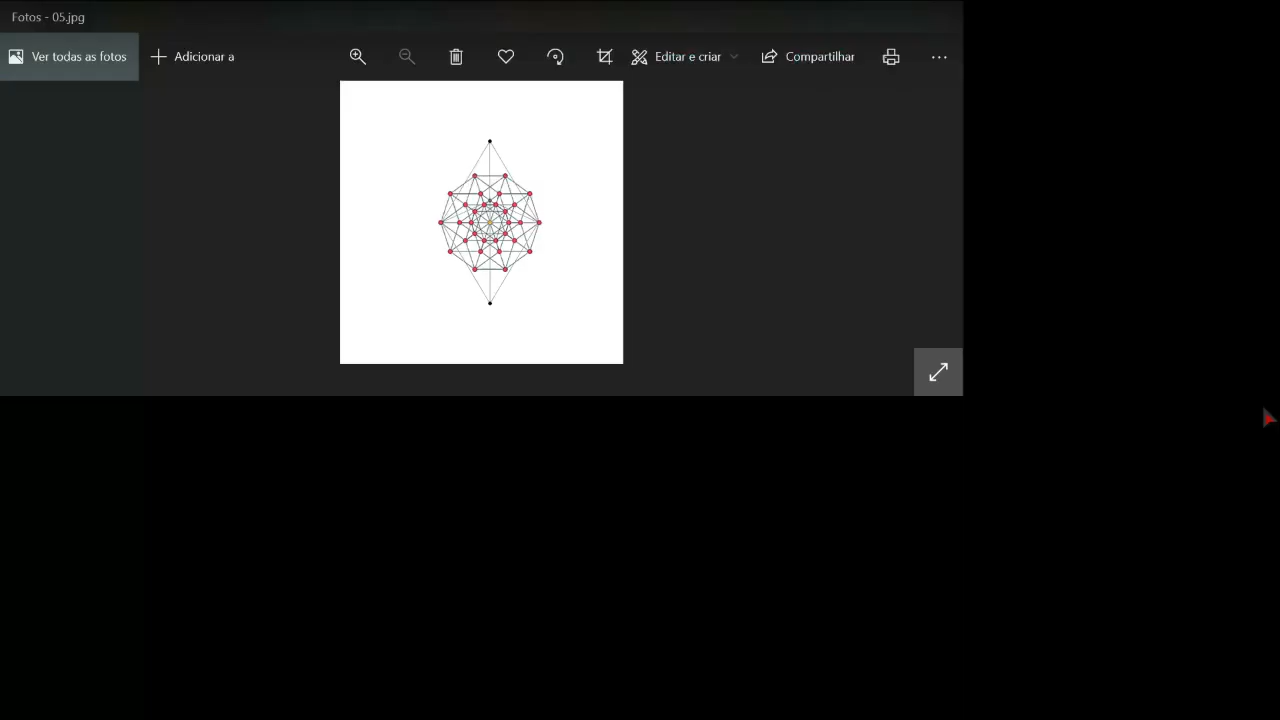 Fotos - 05.jpg
Ver todas as fotos
Adicionar a
Editar e criar
Compartilhar